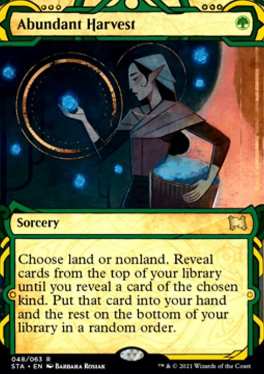 Abundant Harvest
Sorcery
Choose land or nonland. Reveal
cards from the top of your library
until you reveal a card of the chosen
kind. Put that card into your hand
and the rest on the bottom of your
library in a random order.
048/063 R
STA • EN Barbara Rosiak
™ & © 2021 Wizards of the Coast